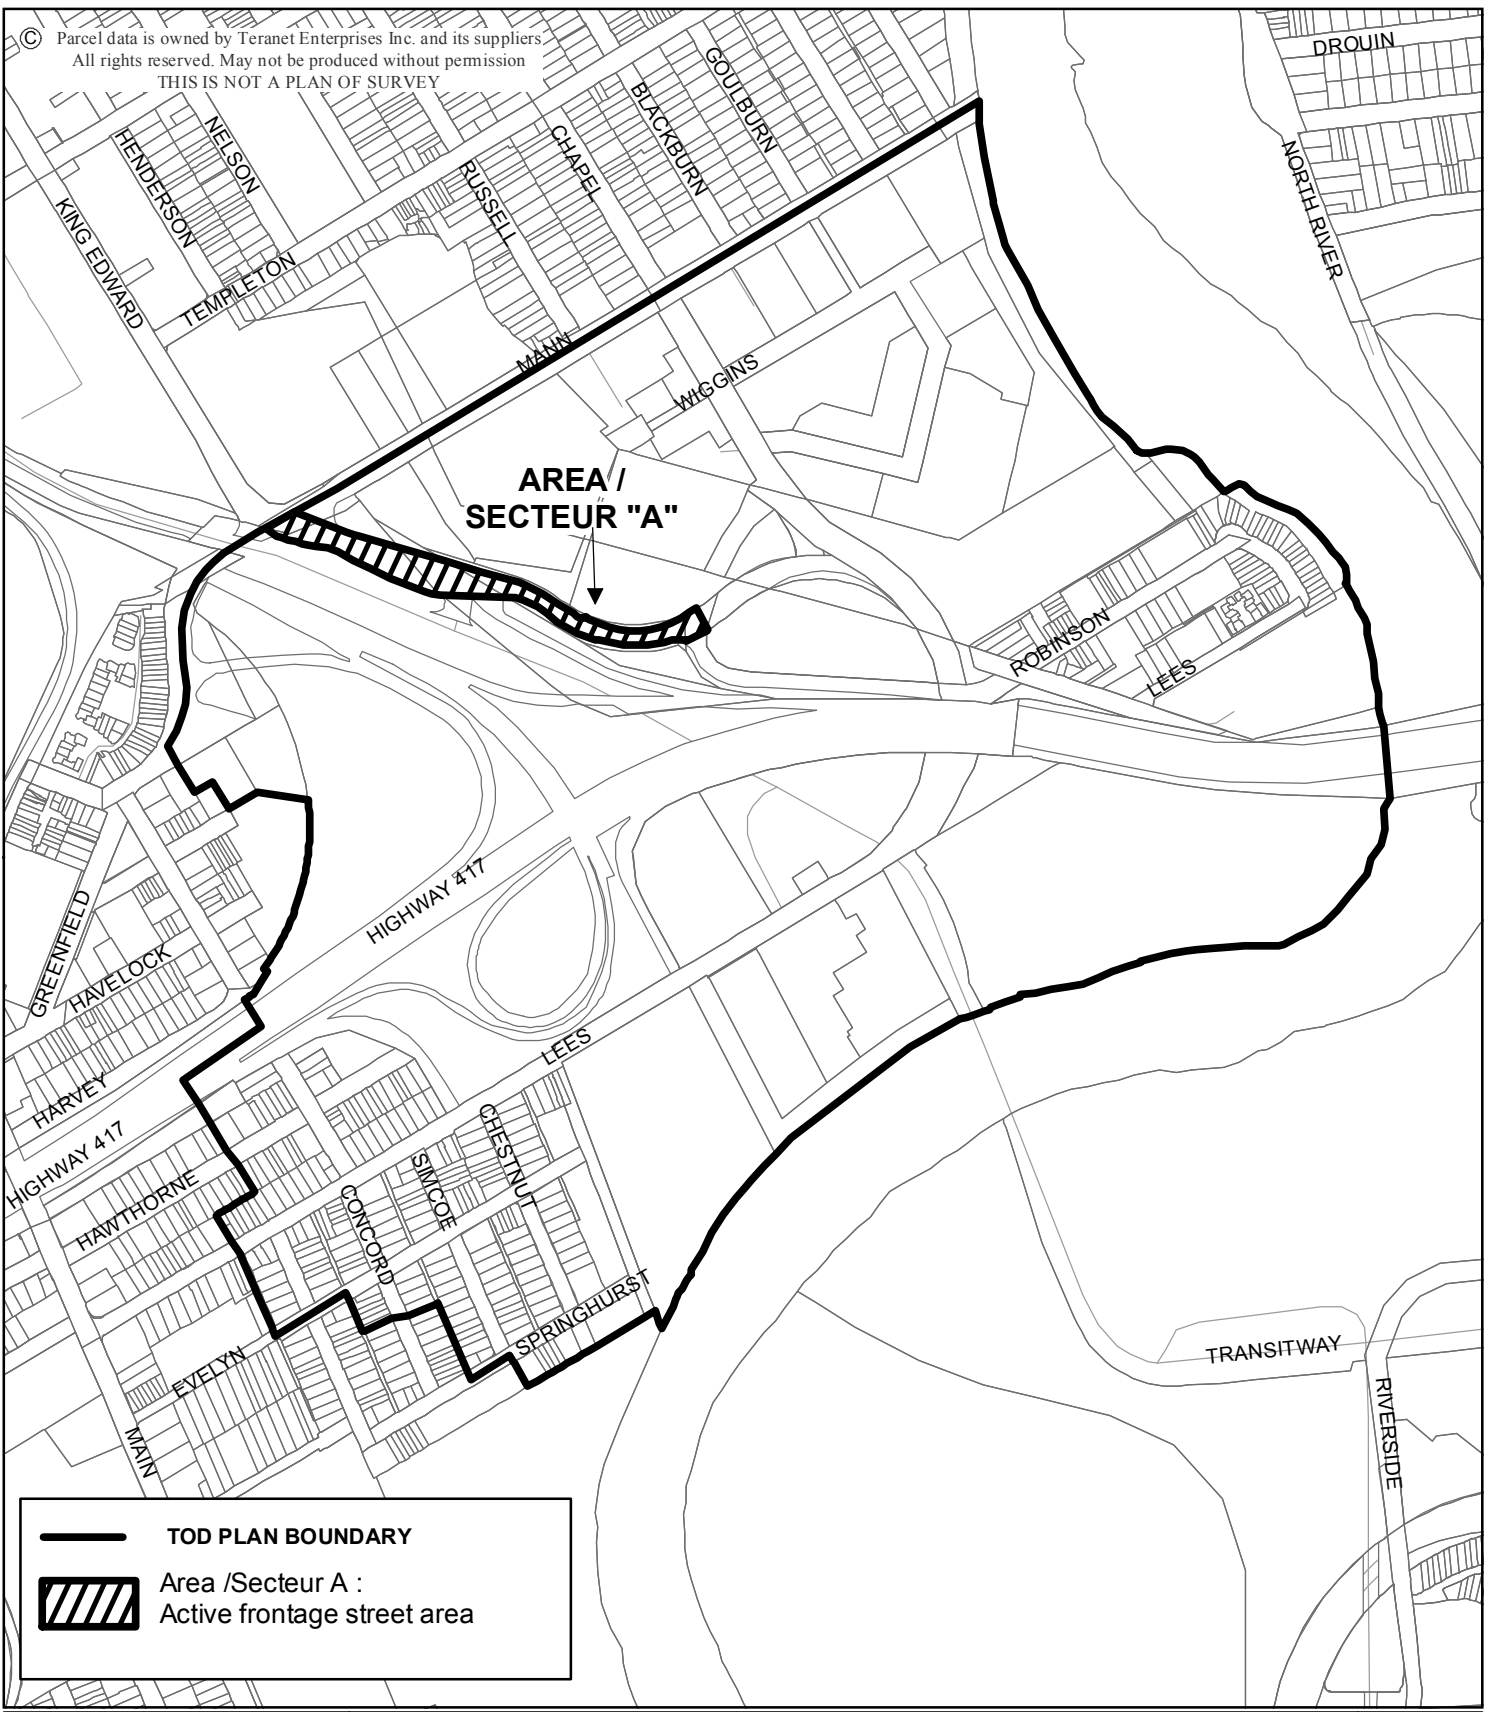 © Parcel data is owned by Teranet Enterprises Inc. and its suppliers
All rights reserved. May not be produced without permission
THIS IS NOT A PLAN OF SURVEY
DROUIN
GOULBURN
BLACKBURN
CHAPEL
NELSON
HENDERSON
RUSSELL
NORTH RIVER
KING EDWARD
TEMPLETON
MANN
WIGGINS
AREA /
SECTEUR "A"
ROBINSON
LEES
HIGHWAY 417
GREENFIELD
HAVELOCK
LEES
HARVEY
HIGHWAY 417
HAWTHORNE
CHESTNUT
SIMCOE
CONCORD
SPRINGHURST
EVELYN
MAIN
TRANSITWAY
RIVERSIDE
TOD PLAN BOUNDARY
Area /Secteur A :
Active frontage street area